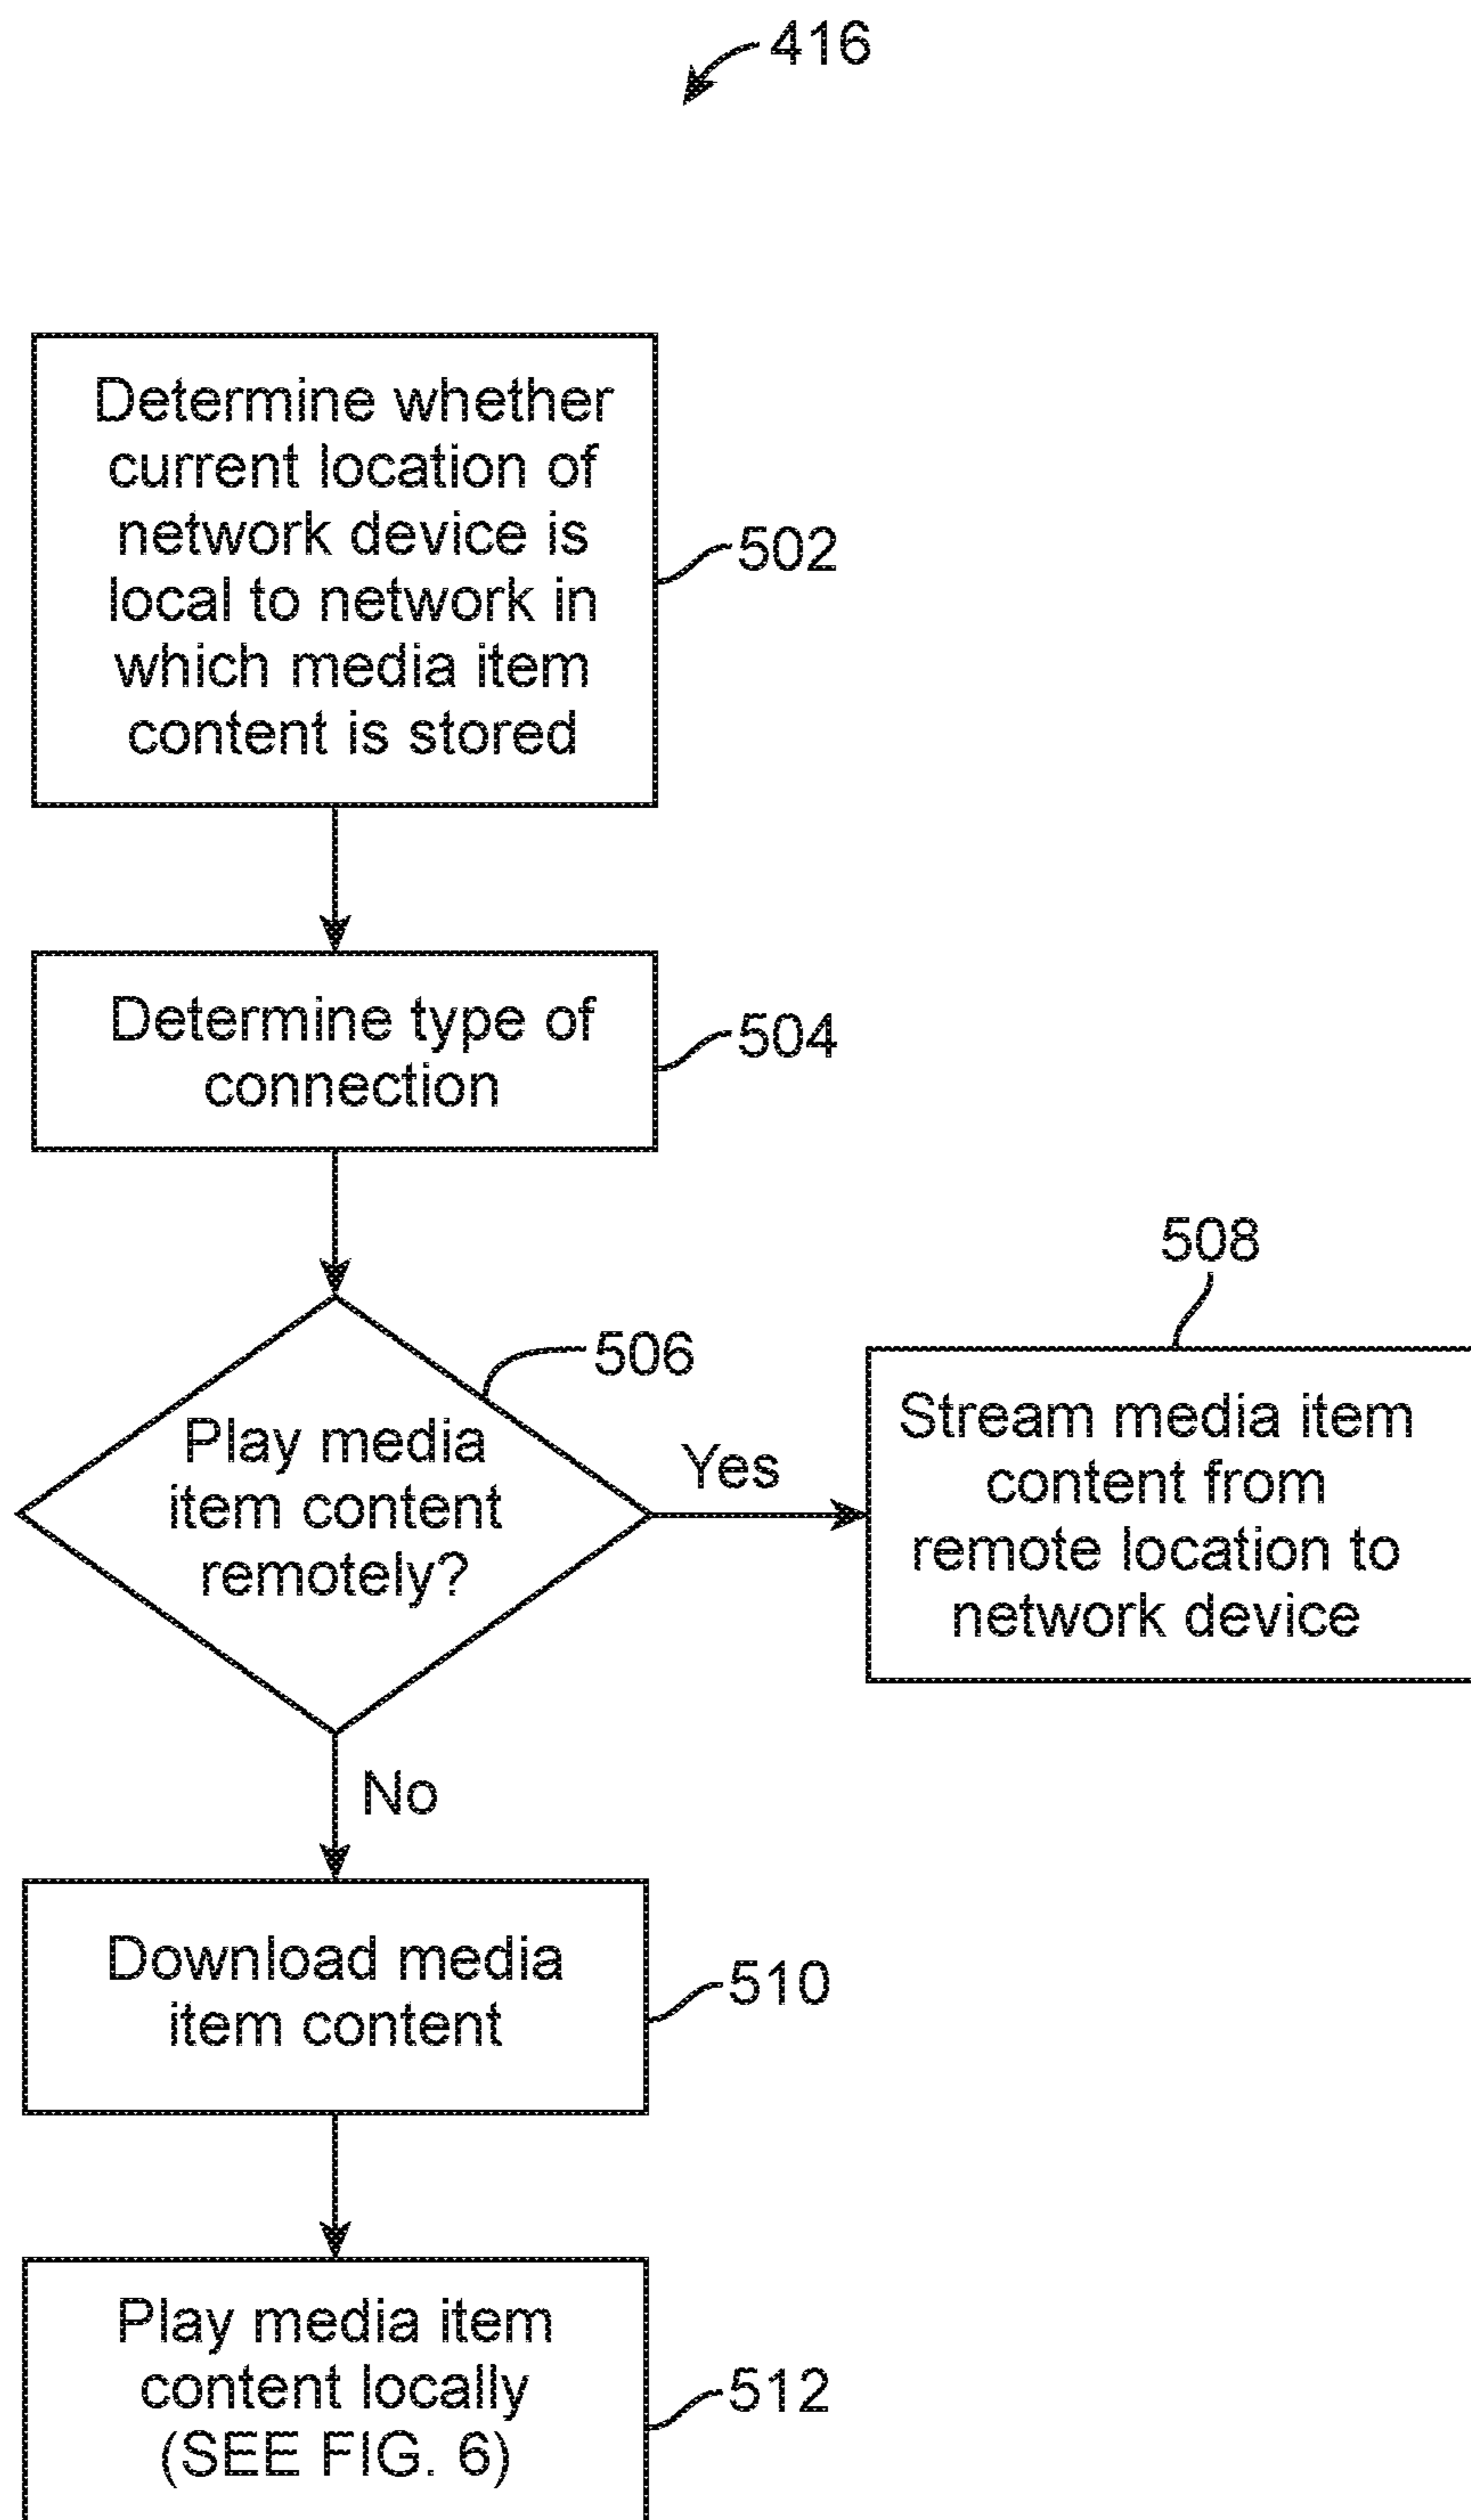 416
Determine whether
current location of
network device is
local to network in
which media item
content is stored
502
Determine type of
connection
504
506
Play media
item content
remotely?
Yes
508
Stream media item
content from
remote location to
network device
No
Download media
item content
510
Play media item
content locally
(SEE FIG. 6)
512